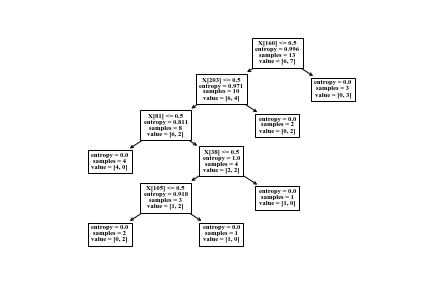 X[160] <= 0.5
entropy = 0.996
samples = 13
value = [6, 7]
X[203] <= 0.5
entropy = 0.971
samples = 10
value = [6, 4]
entropy = 0.0
samples = 3
value = [0, 3]
X[81] <= 0.5
entropy = 0.811
samples = 8
value = [6, 2]
entropy = 0.0
samples = 2
value = [0, 2]
entropy = 0.0
samples = 4
value = [4, 0]
X[38] <= 0.5
entropy = 1.0
samples = 4
value = [2, 2]
X[105] <= 0.5
entropy = 0.918
samples = 3
value = [1, 2]
entropy = 0.0
samples = 1
value = [1, 0]
entropy = 0.0
samples = 2
value = [0, 2]
entropy = 0.0
samples = 1
value = [1, 0]